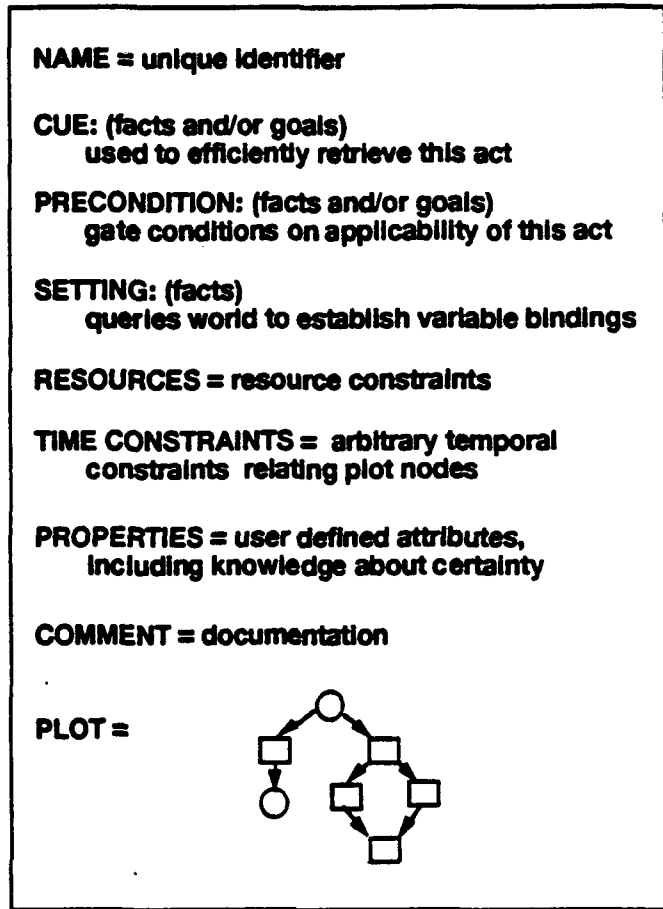 NAME = unique identifier
CUE: (facts and/or goals)
used to efficiently retrieve this act
PRECONDITION: (facts and/or goals)
gate conditions on applicability of this act
SETTING: (facts)
queries world to establish variable bindings
RESOURCES = resource constraints
TIME CONSTRAINTS = arbitrary temporal
constraints relating plot nodes
PROPERTIES = user defined attributes,
including knowledge about certainty
COMMENT = documentation
PLOT =